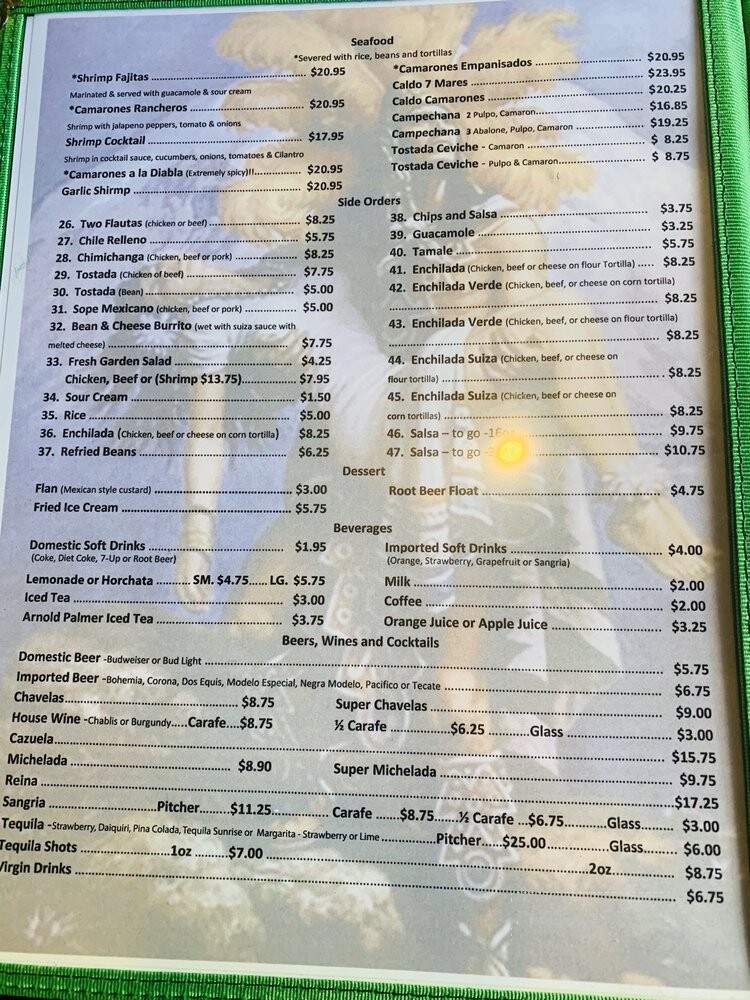 Seafood
*Severed with rice, beans and tortillas
*Shrimp Fajitas ........ $20.95
Marinated & served with guacamole & sour cream
*Camarones Rancheros ........ $20.95
Shrimp with jalapeno peppers, tomato & onions
Shrimp Cocktail ........ $17.95
Shrimp in cocktail sauce, cucumbers, onions, tomatoes & Cilantro
*Camarones a la Diabla (Extremely spicy)!!........ $20.95
Garlic Shirmp ........ $20.95
*Camarones Empanisados ........ $20.95
Caldo 7 Mares ........ $23.95
Caldo Camarones ........ $20.25
Campechana 2 Pulpo, Camaron........ $16.85
Campechana 3 Abalone, Pulpo, Camaron ........ $19.25
Tostada Ceviche - Camaron ........ $ 8.25
Tostada Ceviche - Pulpo & Camaron........ $ 8.75
Side Orders
26. Two Flautas (chicken or beef) ........ $8.25
27. Chile Relleno ........ $5.75
28. Chimichanga (Chicken, beef or pork) ........ $8.25
29. Tostada (Chicken of beef) ........ $7.75
30. Tostada (Bean) ........ $5.00
31. Sope Mexicano (chicken, beef or pork) ........ $5.00
32. Bean & Cheese Burrito (wet with suiza sauce with
melted cheese) ........ $7.75
33. Fresh Garden Salad ........ $4.25
Chicken, Beef or (Shrimp $13.75)........ $7.95
34. Sour Cream ........ $1.50
35. Rice ........ $5.00
36. Enchilada (Chicken, beef or cheese on corn tortilla) $8.25
37. Refried Beans ........ $6.25
38. Chips and Salsa ........ $3.75
39. Guacamole ........ $3.25
40. Tamale ........ $5.75
41. Enchilada (Chicken, beef or cheese on flour Tortilla) ..... $8.25
42. Enchilada Verde (Chicken, beef, or cheese on corn tortilla)
........ $8.25
43. Enchilada Verde (Chicken, beef, or cheese on flour tortilla)
........ $8.25
44. Enchilada Suiza (Chicken, beef, or cheese on
flour tortilla) ........ $8.25
45. Enchilada Suiza (Chicken, beef, or cheese on
corn tortillas) ........ $8.25
46. Salsa – to go ........ $9.75
47. Salsa – to go ........ $10.75
Dessert
Flan (Mexican style custard) ........ $3.00
Fried Ice Cream ........ $5.75
Root Beer Float ........ $4.75
Beverages
Domestic Soft Drinks ........ $1.95
(Coke, Diet Coke, 7-Up or Root Beer)
Lemonade or Horchata .......... SM. $4.75...... LG. $5.75
Iced Tea ........ $3.00
Arnold Palmer Iced Tea ........ $3.75
Imported Soft Drinks ........ $4.00
(Orange, Strawberry, Grapefruit or Sangria)
Milk ........ $2.00
Coffee ........ $2.00
Orange Juice or Apple Juice ........ $3.25
Beers, Wines and Cocktails
Domestic Beer -Budweiser or Bud Light ........ $5.75
Imported Beer -Bohemia, Corona, Dos Equis, Modelo Especial, Negra Modelo, Pacifico or Tecate ........ $6.75
Chavelas........ $8.75 Super Chavelas ........ $9.00
House Wine -Chablis or Burgundy.....Carafe....$8.75 ½ Carafe ........$6.25 ..........Glass ........ $3.00
Cazuela........ $15.75
Michelada ........ $8.90 Super Michelada ........ $9.75
Reina ........$17.25
Sangria ........Pitcher........$11.25........ Carafe ......$8.75...... ½ Carafe ...$6.75..........Glass........ $3.00
Tequila -Strawberry, Daiquiri, Pina Colada, Tequila Sunrise or Margarita - Strawberry or Lime ........Pitcher.....$25.00........Glass........ $6.00
Tequila Shots ........1oz .........$7.00 ........2oz........ $8.75
Virgin Drinks ........ $6.75